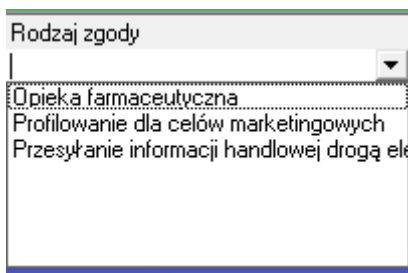 Rodzaj zgody
Opieka farmaceutyczna
Profilowanie dla celów marketingowych
Przesyłanie informacji handlowej drogą ele